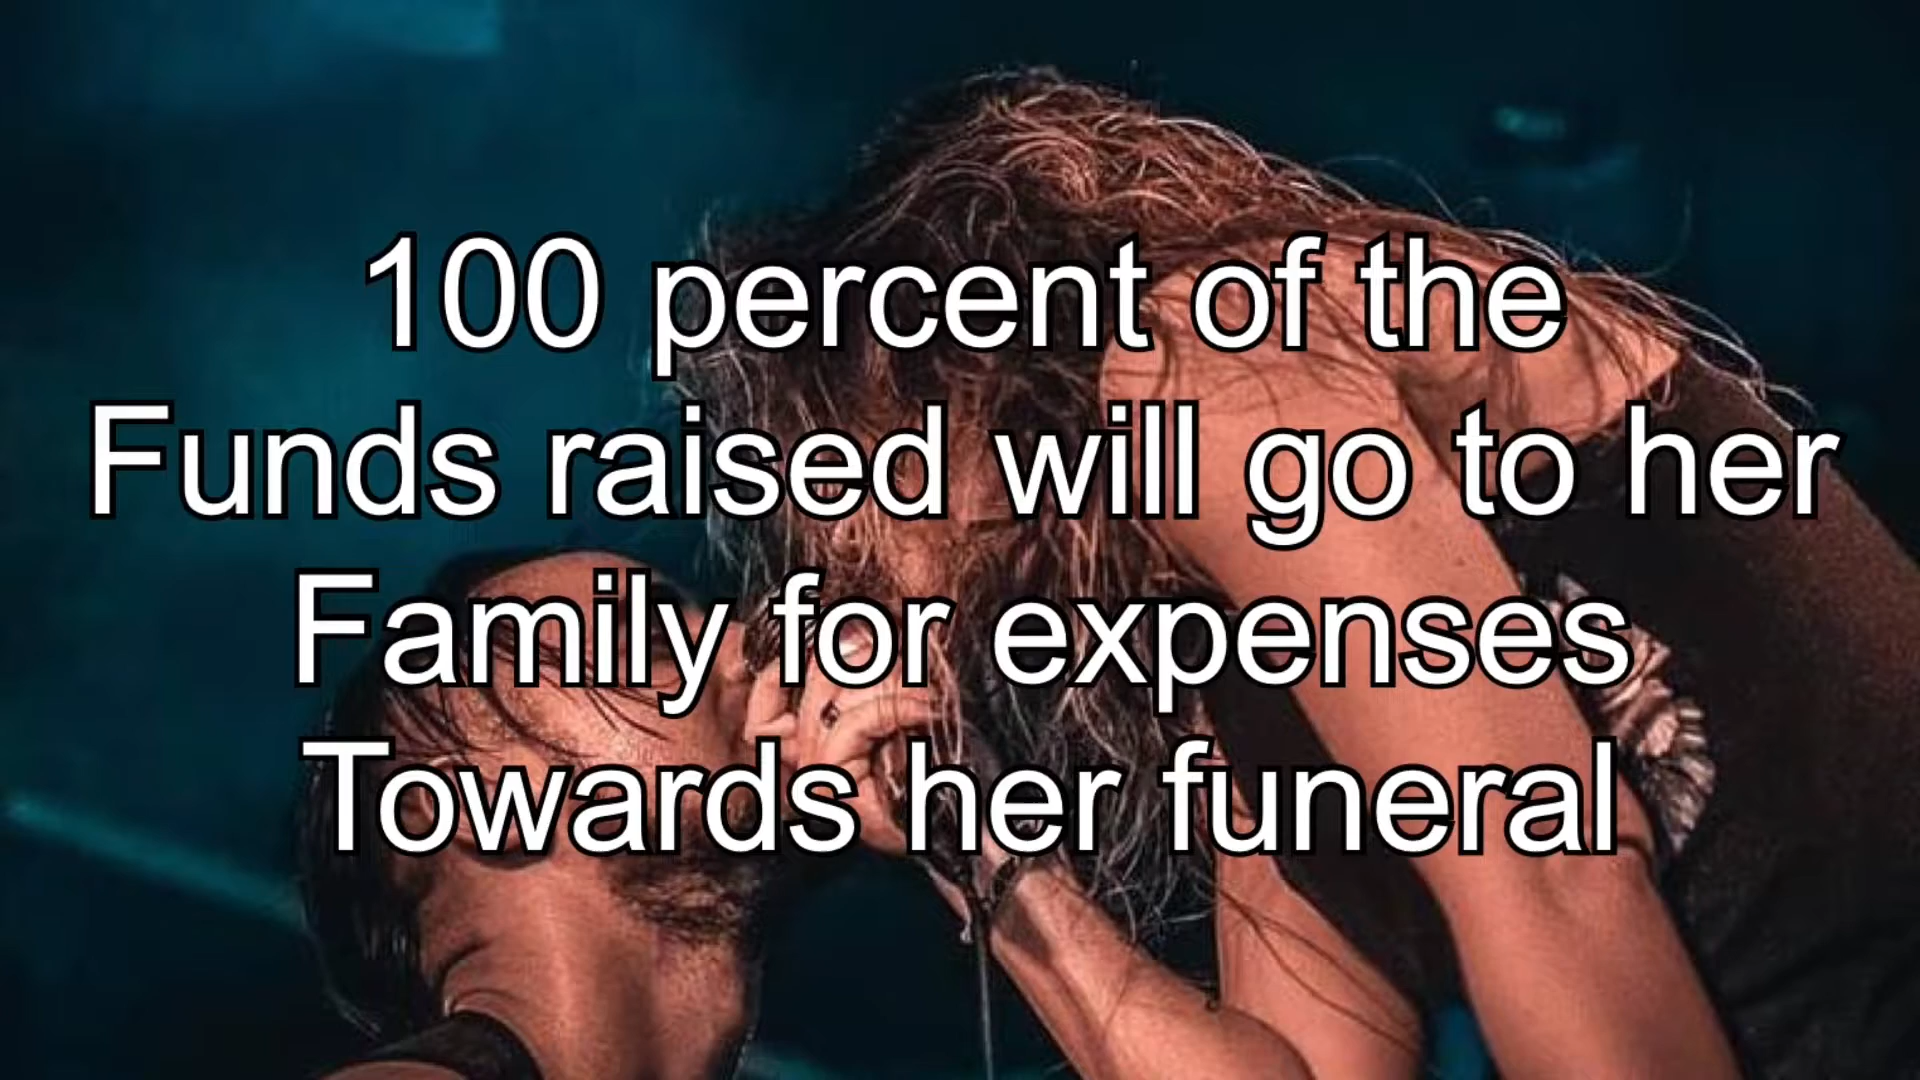 100 percent of the
Funds raised will go to her
Family for expenses
Towards her funeral